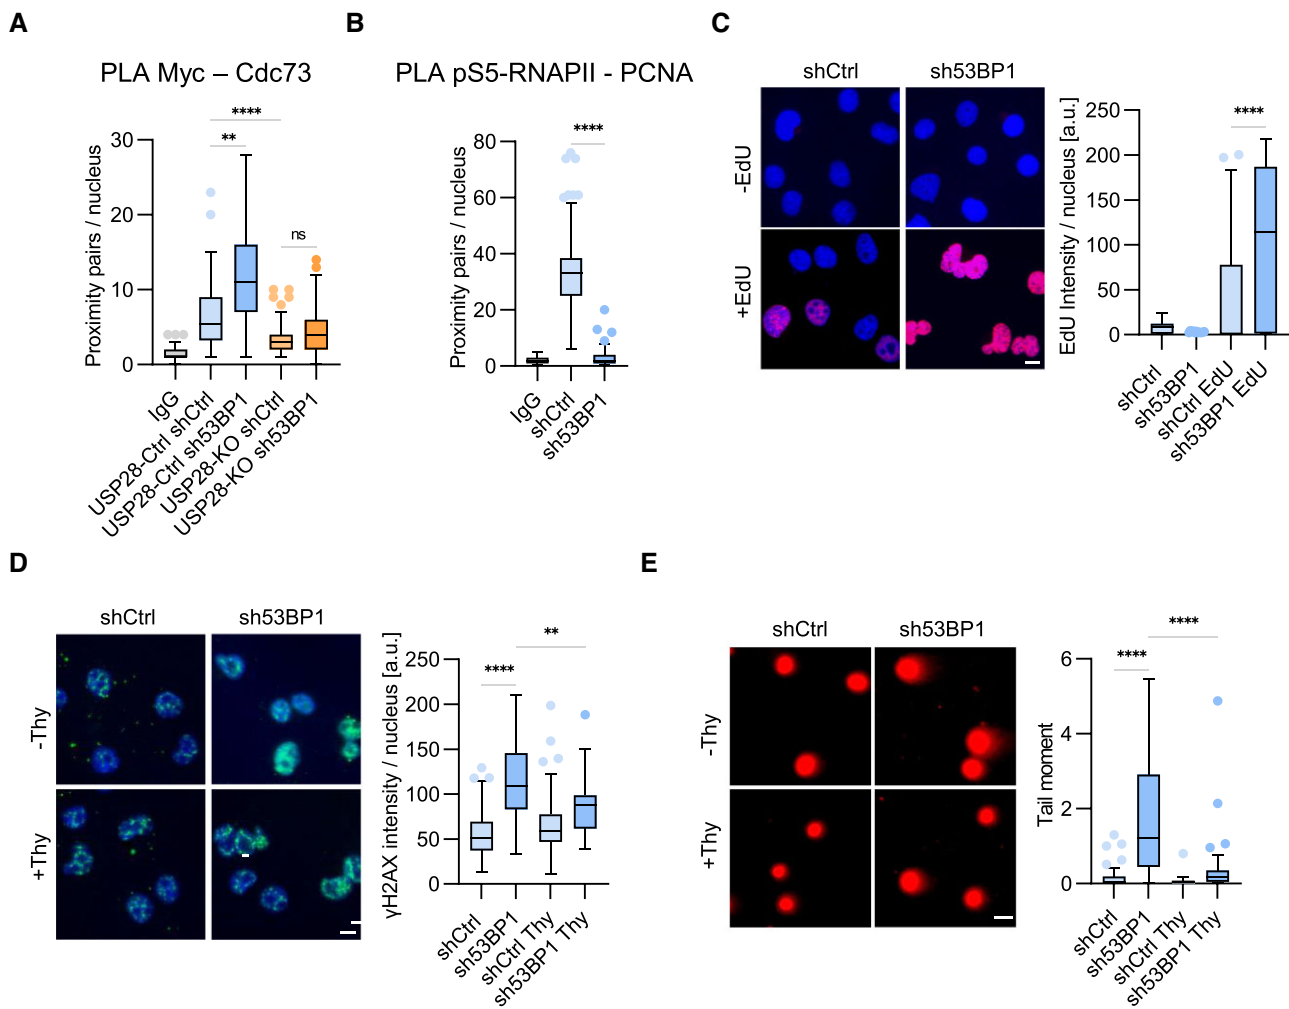 A
PLA Myc – Cdc73
Proximity pairs / nucleus
30
20
10
0
****
**
ns
IgG
USP28-Ctrl shCtrl
USP28-Ctrl sh53BP1
USP28-KO shCtrl
USP28-KO sh53BP1
B
PLA pS5-RNAPII - PCNA
Proximity pairs / nucleus
80
60
40
20
0
****
IgG
shCtrl
sh53BP1
C
shCtrl
sh53BP1
-EdU
+EdU
EdU Intensity / nucleus [a.u.]
250
200
150
100
50
0
****
shCtrl
sh53BP1
shCtrl EdU
sh53BP1 EdU
D
shCtrl
sh53BP1
-Thy
+Thy
γH2AX intensity / nucleus [a.u.]
250
200
150
100
50
0
****
**
shCtrl
sh53BP1
shCtrl Thy
sh53BP1 Thy
E
shCtrl
sh53BP1
-Thy
+Thy
Tail moment
6
4
2
0
****
****
shCtrl
sh53BP1
shCtrl Thy
sh53BP1 Thy